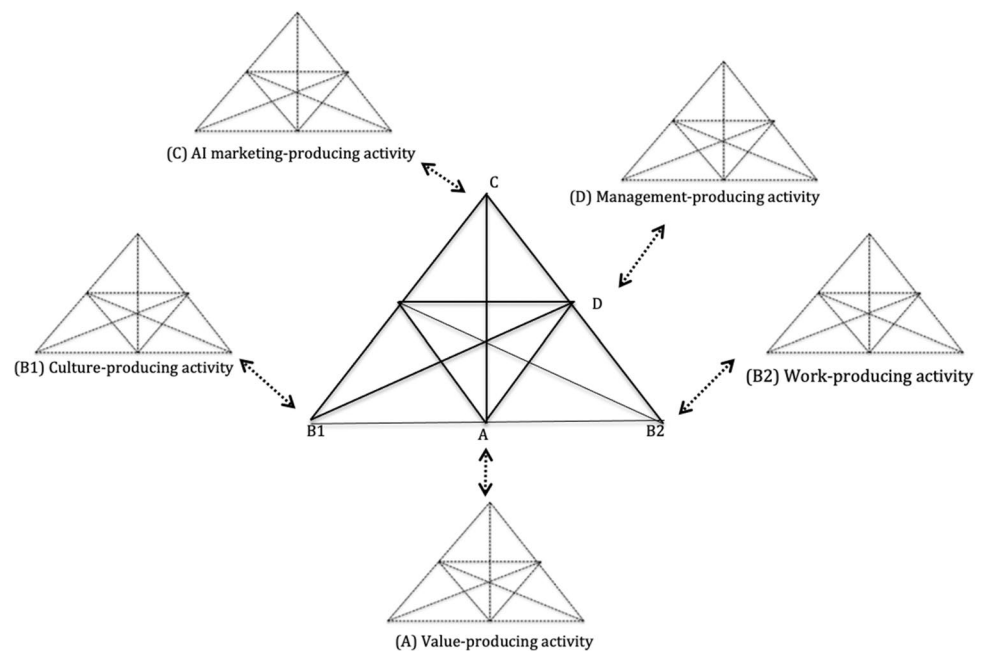 (C) AI marketing-producing activity
C
(D) Management-producing activity
D
(B1) Culture-producing activity
(B2) Work-producing activity
B1
A
B2
(A) Value-producing activity